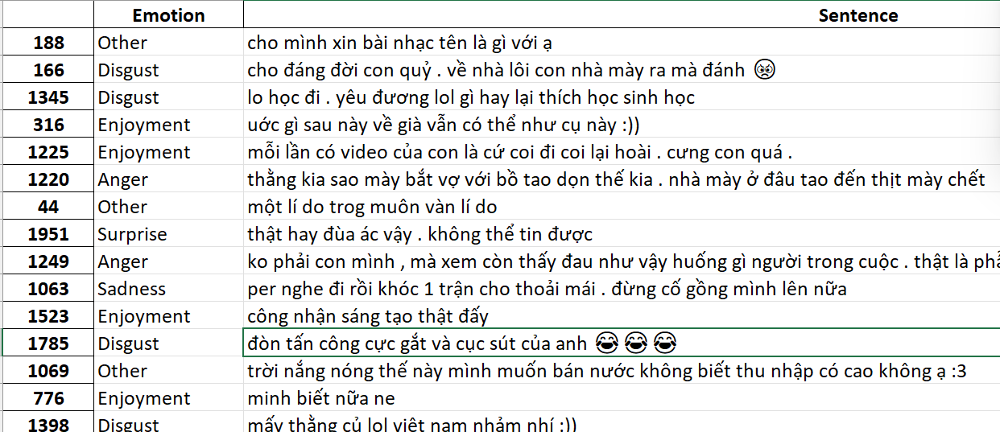 Emotion Sentence
188 Other cho mình xin bài nhạc tên là gì với ạ
166 Disgust cho đáng đời con quỷ . về nhà lôi con nhà mày ra mà đánh 😣
1345 Disgust lo học đi . yêu đương lol gì hay lại thích học sinh học
316 Enjoyment uớc gì sau này về già vẫn có thể như cụ này :))
1225 Enjoyment mỗi lần có video của con là cứ coi đi coi lại hoài . cưng con quá .
1220 Anger thằng kia sao mày bắt vợ với bồ tao dọn thế kia . nhà mày ở đâu tao đến thịt mày chết
44 Other một lí do trog muôn vàn lí do
1951 Surprise thật hay đùa ác vậy . không thể tin được
1249 Anger ko phải con mình , mà xem còn thấy đau như vậy huống gì người trong cuộc . thật là
1063 Sadness per nghe đi rồi khóc 1 trận cho thoải mái . đừng cố gồng mình lên nữa
1523 Enjoyment công nhận sáng tạo thật đấy
1785 Disgust đòn tấn công cực gắt và cục sút của anh 😂 😂 😂
1069 Other trời nắng nóng thế này mình muốn bán nước không biết thu nhập có cao không ạ :3
776 Enjoyment minh biết nữa ne
1398 Disgust mấy thằng củ lol việt nam nhảm nhí :))